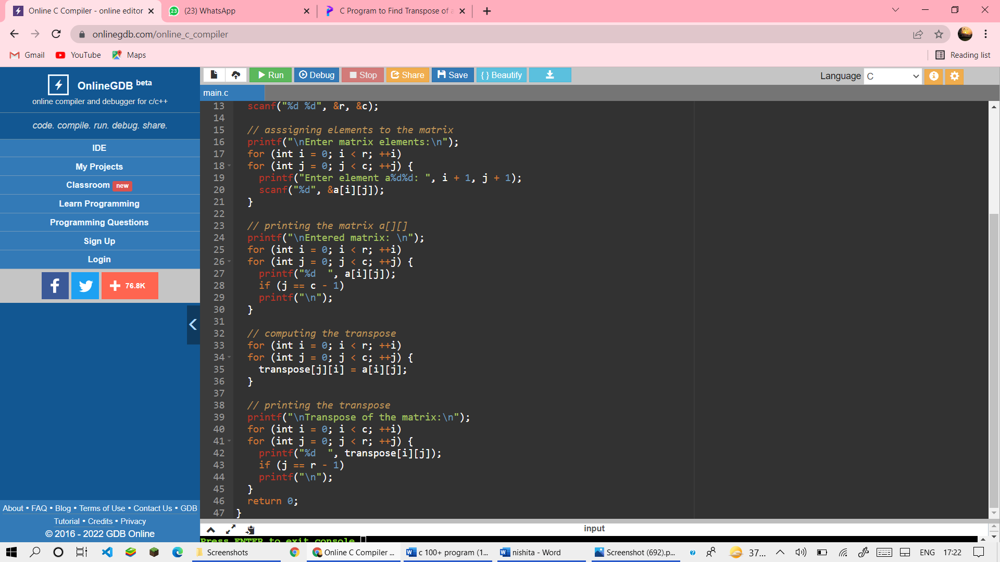 Online C Compiler - online editor
(23) WhatsApp
C Program to Find Transpose of a
onlinegdb.com/online_c_compiler
Gmail
YouTube
Maps
Reading list
OnlineGDB beta
online compiler and debugger for c/c++
code. compile. run. debug. share.
IDE
My Projects
Classroom new
Learn Programming
Programming Questions
Sign Up
Login
76.8K
About • FAQ • Blog • Terms of Use • Contact Us • GDB
Tutorial • Credits • Privacy
© 2016 - 2022 GDB Online
Run
Debug
Stop
Share
Save
{ } Beautify
Language C
main.c
13 scanf("%d %d", &r, &c);
14
15 // asssigning elements to the matrix
16 printf("\nEnter matrix elements:\n");
17 for (int i = 0; i < r; ++i)
18 for (int j = 0; j < c; ++j) {
19 printf("Enter element a%d%d: ", i + 1, j + 1);
20 scanf("%d", &a[i][j]);
21 }
22
23 // printing the matrix a[][]
24 printf("\nEntered matrix: \n");
25 for (int i = 0; i < r; ++i)
26 for (int j = 0; j < c; ++j) {
27 printf("%d  ", a[i][j]);
28 if (j == c - 1)
29 printf("\n");
30 }
31
32 // computing the transpose
33 for (int i = 0; i < r; ++i)
34 for (int j = 0; j < c; ++j) {
35 transpose[j][i] = a[i][j];
36 }
37
38 // printing the transpose
39 printf("\nTranspose of the matrix:\n");
40 for (int i = 0; i < c; ++i)
41 for (int j = 0; j < r; ++j) {
42 printf("%d  ", transpose[i][j]);
43 if (j == r - 1)
44 printf("\n");
45 }
46 return 0;
47 }
input
Press ENTER to exit console.
Screenshots
Online C Compiler ...
c 100+ program (1...
nishita - Word
Screenshot (692).p...
37...
ENG
17:22